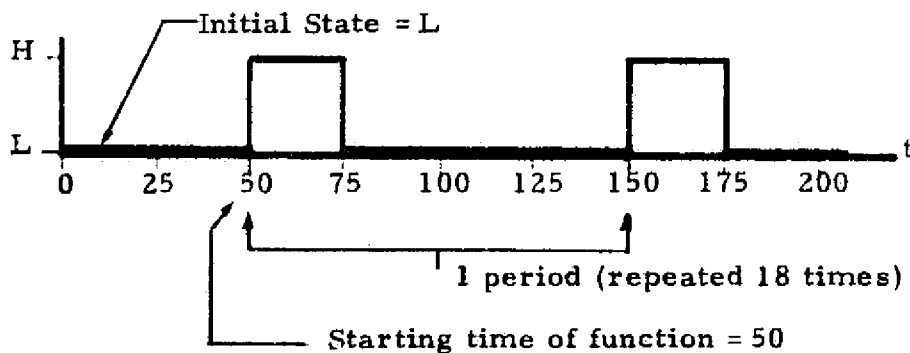 Initial State = L
H
L
t
0 25 50 75 100 125 150 175 200
1 period (repeated 18 times)
Starting time of function = 50